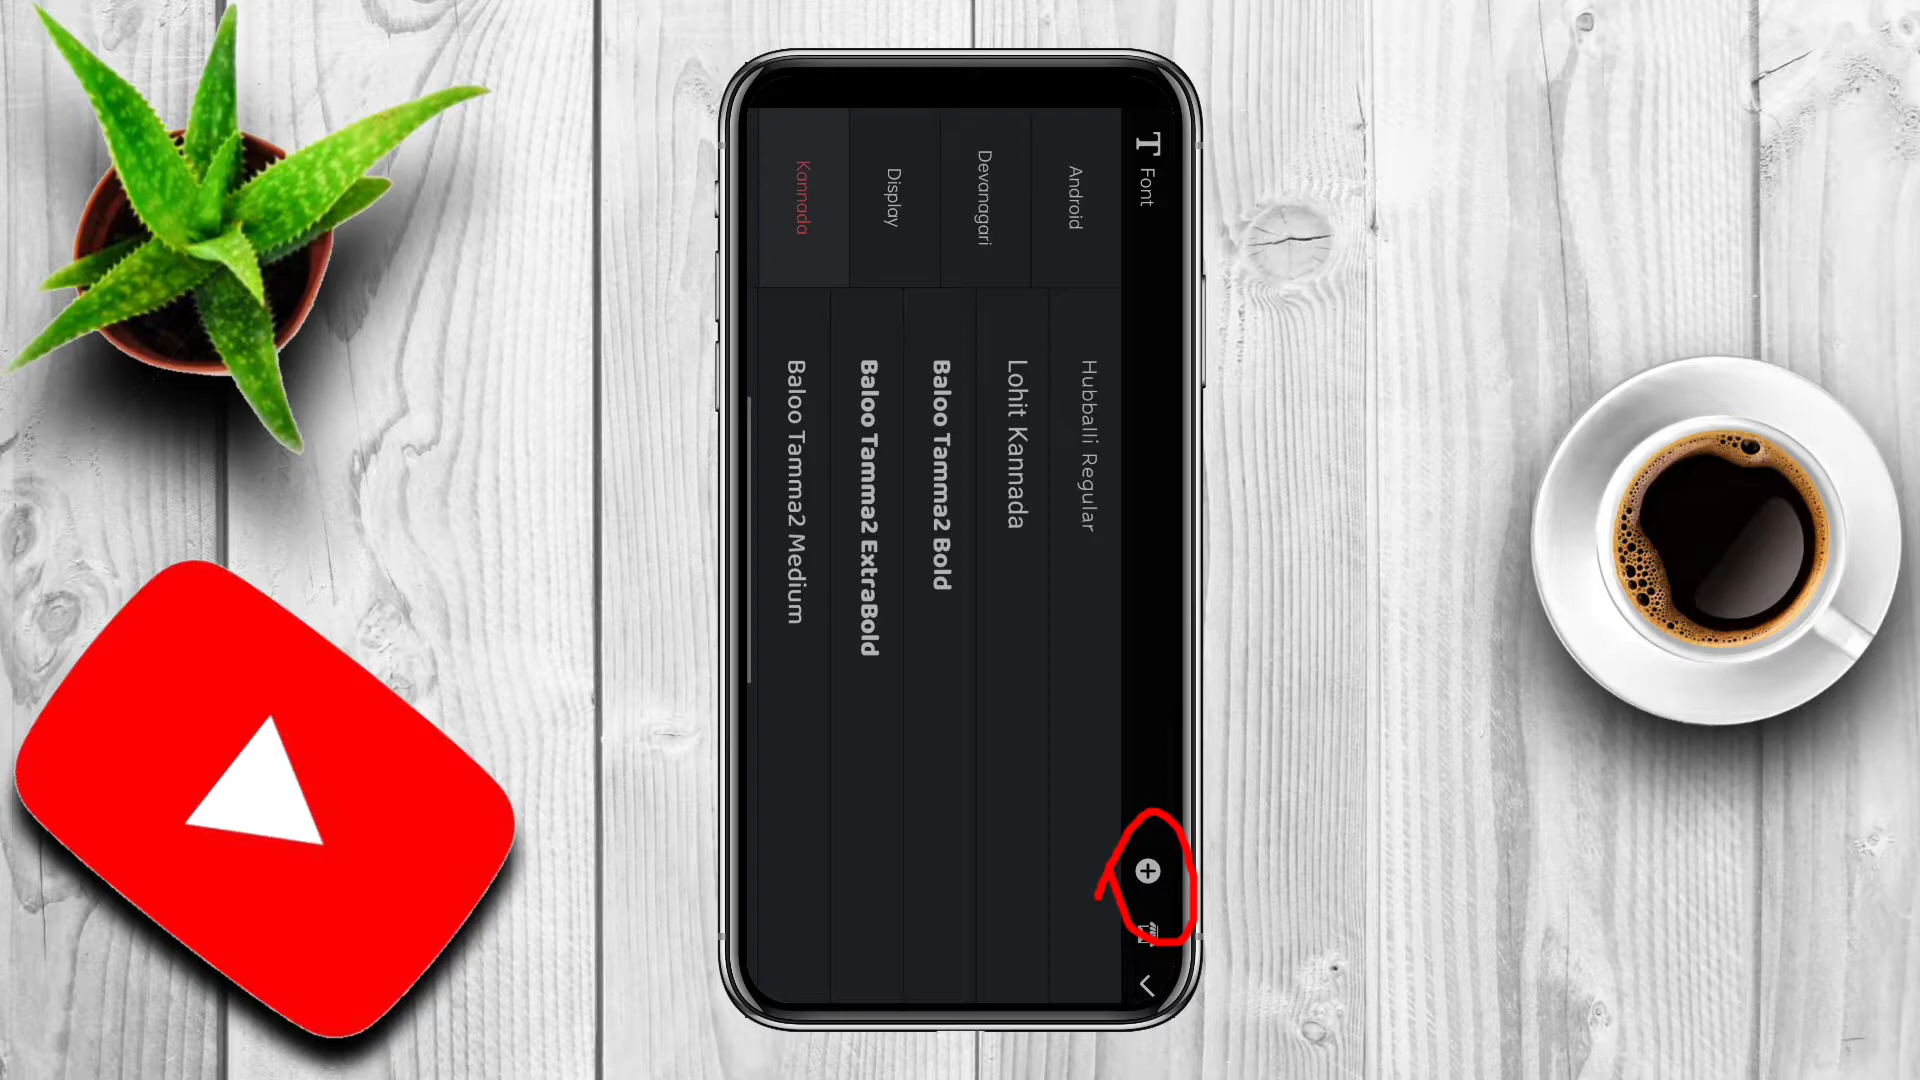 Font
Android
Devanagari
Display
Kannada
Hubballi Regular
Lohit Kannada
Baloo Tamma2 Bold
Baloo Tamma2 ExtraBold
Baloo Tamma2 Medium